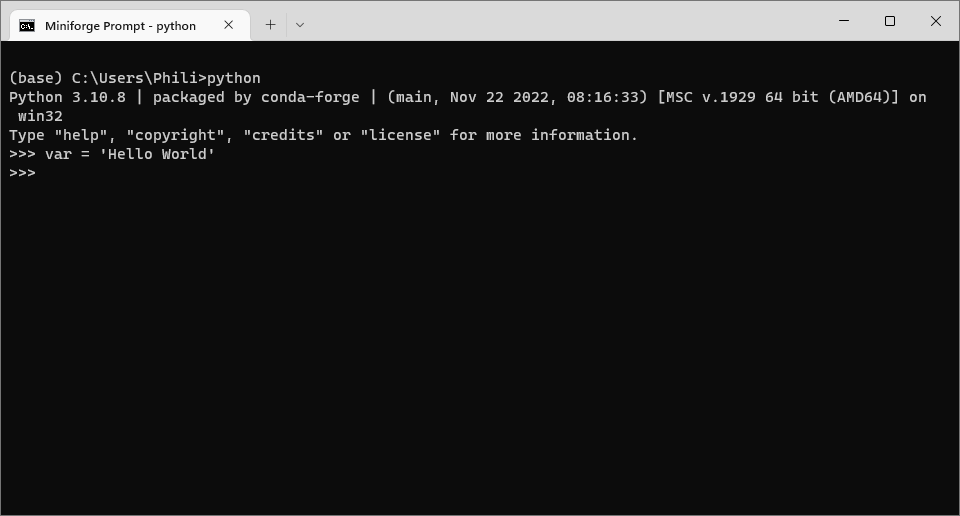 Miniforge Prompt - python
(base) C:\Users\Phili>python
Python 3.10.8 | packaged by conda-forge | (main, Nov 22 2022, 08:16:33) [MSC v.1929 64 bit (AMD64)] on
 win32
Type "help", "copyright", "credits" or "license" for more information.
>>> var = 'Hello World'
>>>